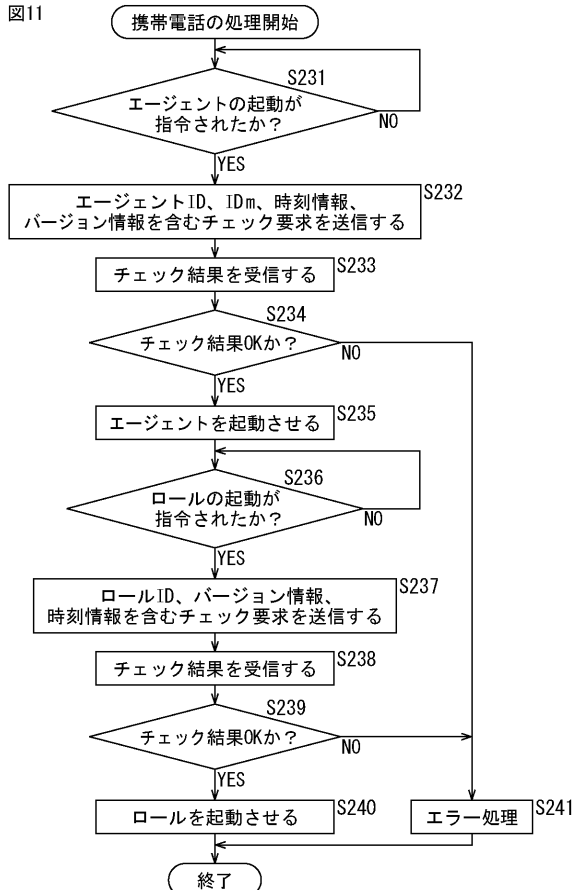 図11
携帯電話の処理開始
S231
エージェントの起動が
指令されたか？
NO
YES
S232
エージェントID、IDm、時刻情報、
バージョン情報を含むチェック要求を送信する
チェック結果を受信する
S233
S234
チェック結果OKか？
NO
YES
エージェントを起動させる
S235
S236
ロールの起動が
指令されたか？
NO
YES
S237
ロールID、バージョン情報、
時刻情報を含むチェック要求を送信する
チェック結果を受信する
S238
S239
チェック結果OKか？
NO
YES
ロールを起動させる
S240
エラー処理
S241
終了